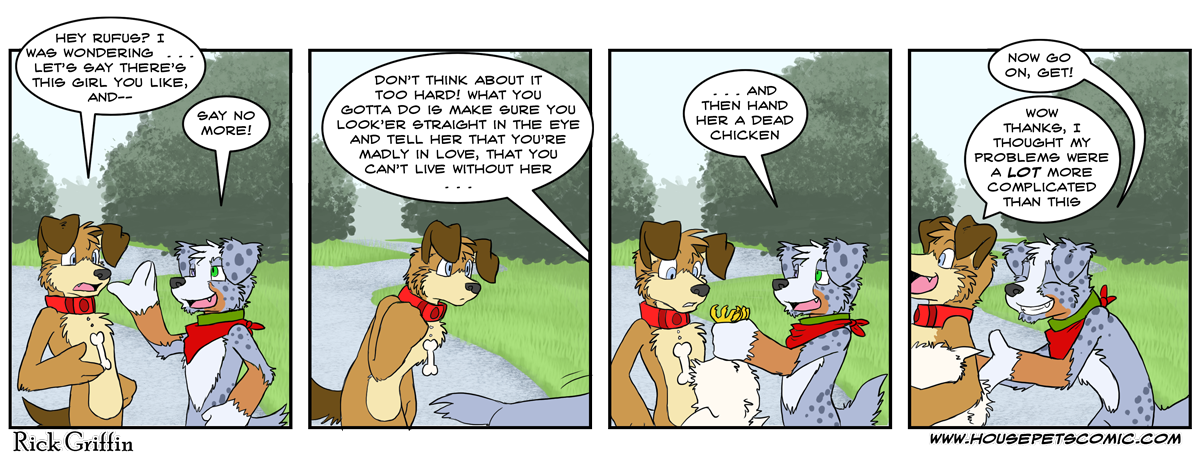 HEY RUFUS? I
WAS WONDERING . . .
LET'S SAY THERE'S
THIS GIRL YOU LIKE,
AND--
SAY NO
MORE!
DON'T THINK ABOUT IT
TOO HARD! WHAT YOU
GOTTA DO IS MAKE SURE YOU
LOOK'ER STRAIGHT IN THE EYE
AND TELL HER THAT YOU'RE
MADLY IN LOVE, THAT YOU
CAN'T LIVE WITHOUT HER
. . .
. . . AND
THEN HAND
HER A DEAD
CHICKEN
NOW GO
ON, GET!
WOW
THANKS, I
THOUGHT MY
PROBLEMS WERE
A LOT MORE
COMPLICATED
THAN THIS
Rick Griffin
WWW.HOUSEPETSCOMIC.COM